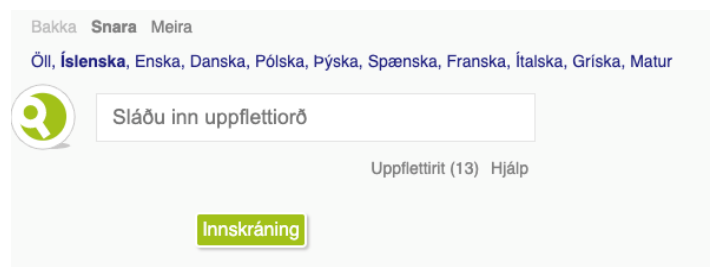 Bakka Snara Meira
Öll, Íslenska, Enska, Danska, Pólska, Þýska, Spænska, Franska, Ítalska, Gríska, Matur
Sláðu inn uppflettiorð
Uppflettirit (13) Hjálp
Innskráning